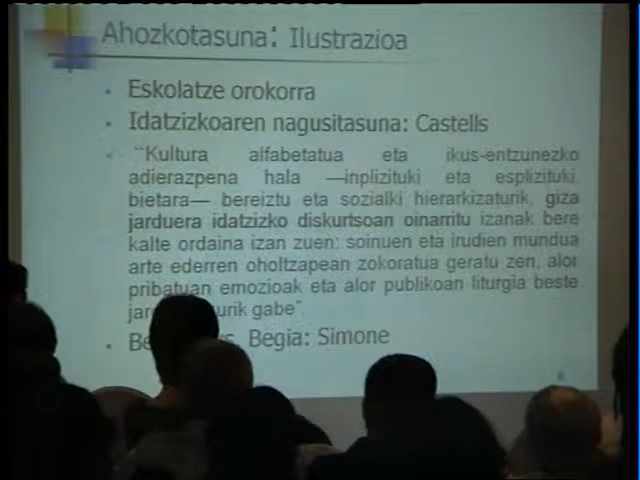 Ahozkotasuna: Ilustrazioa
Eskolatze orokorra
Idatzizkoaren nagusitasuna: Castells
"Kultura alfabetatua eta ikus-entzunezko
adierazpena hala —inplizituki eta esplizituki,
bietara— bereiztu eta sozialki hierarkizaturik, giza
jarduera idatzizko diskurtsoan oinarritu izanak bere
kalte ordaina izan zuen: soinuen eta irudien mundua
arte ederren oholtzapean zokoratua geratu zen, alor
pribatuan emozioak eta alor publikoan liturgia beste
gabe"
Begia: Simone